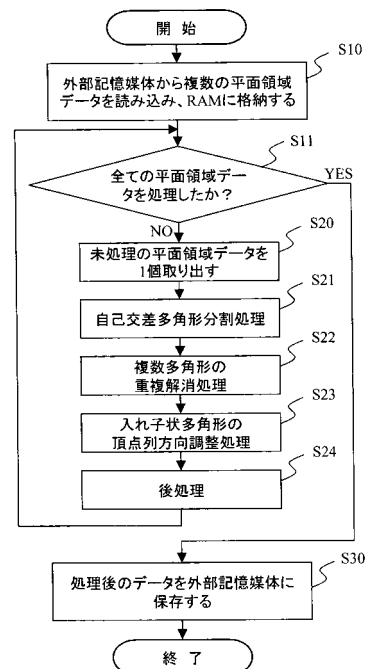 開 始
S10
外部記憶媒体から複数の平面領域
データを読み込み、RAMに格納する
S11
全ての平面領域デー
タを処理したか？
YES
NO
S20
未処理の平面領域データを
1個取り出す
S21
自己交差多角形分割処理
S22
複数多角形の
重複解消処理
S23
入れ子状多角形の
頂点列方向調整処理
S24
後処理
S30
処理後のデータを外部記憶媒体に
保存する
終 了